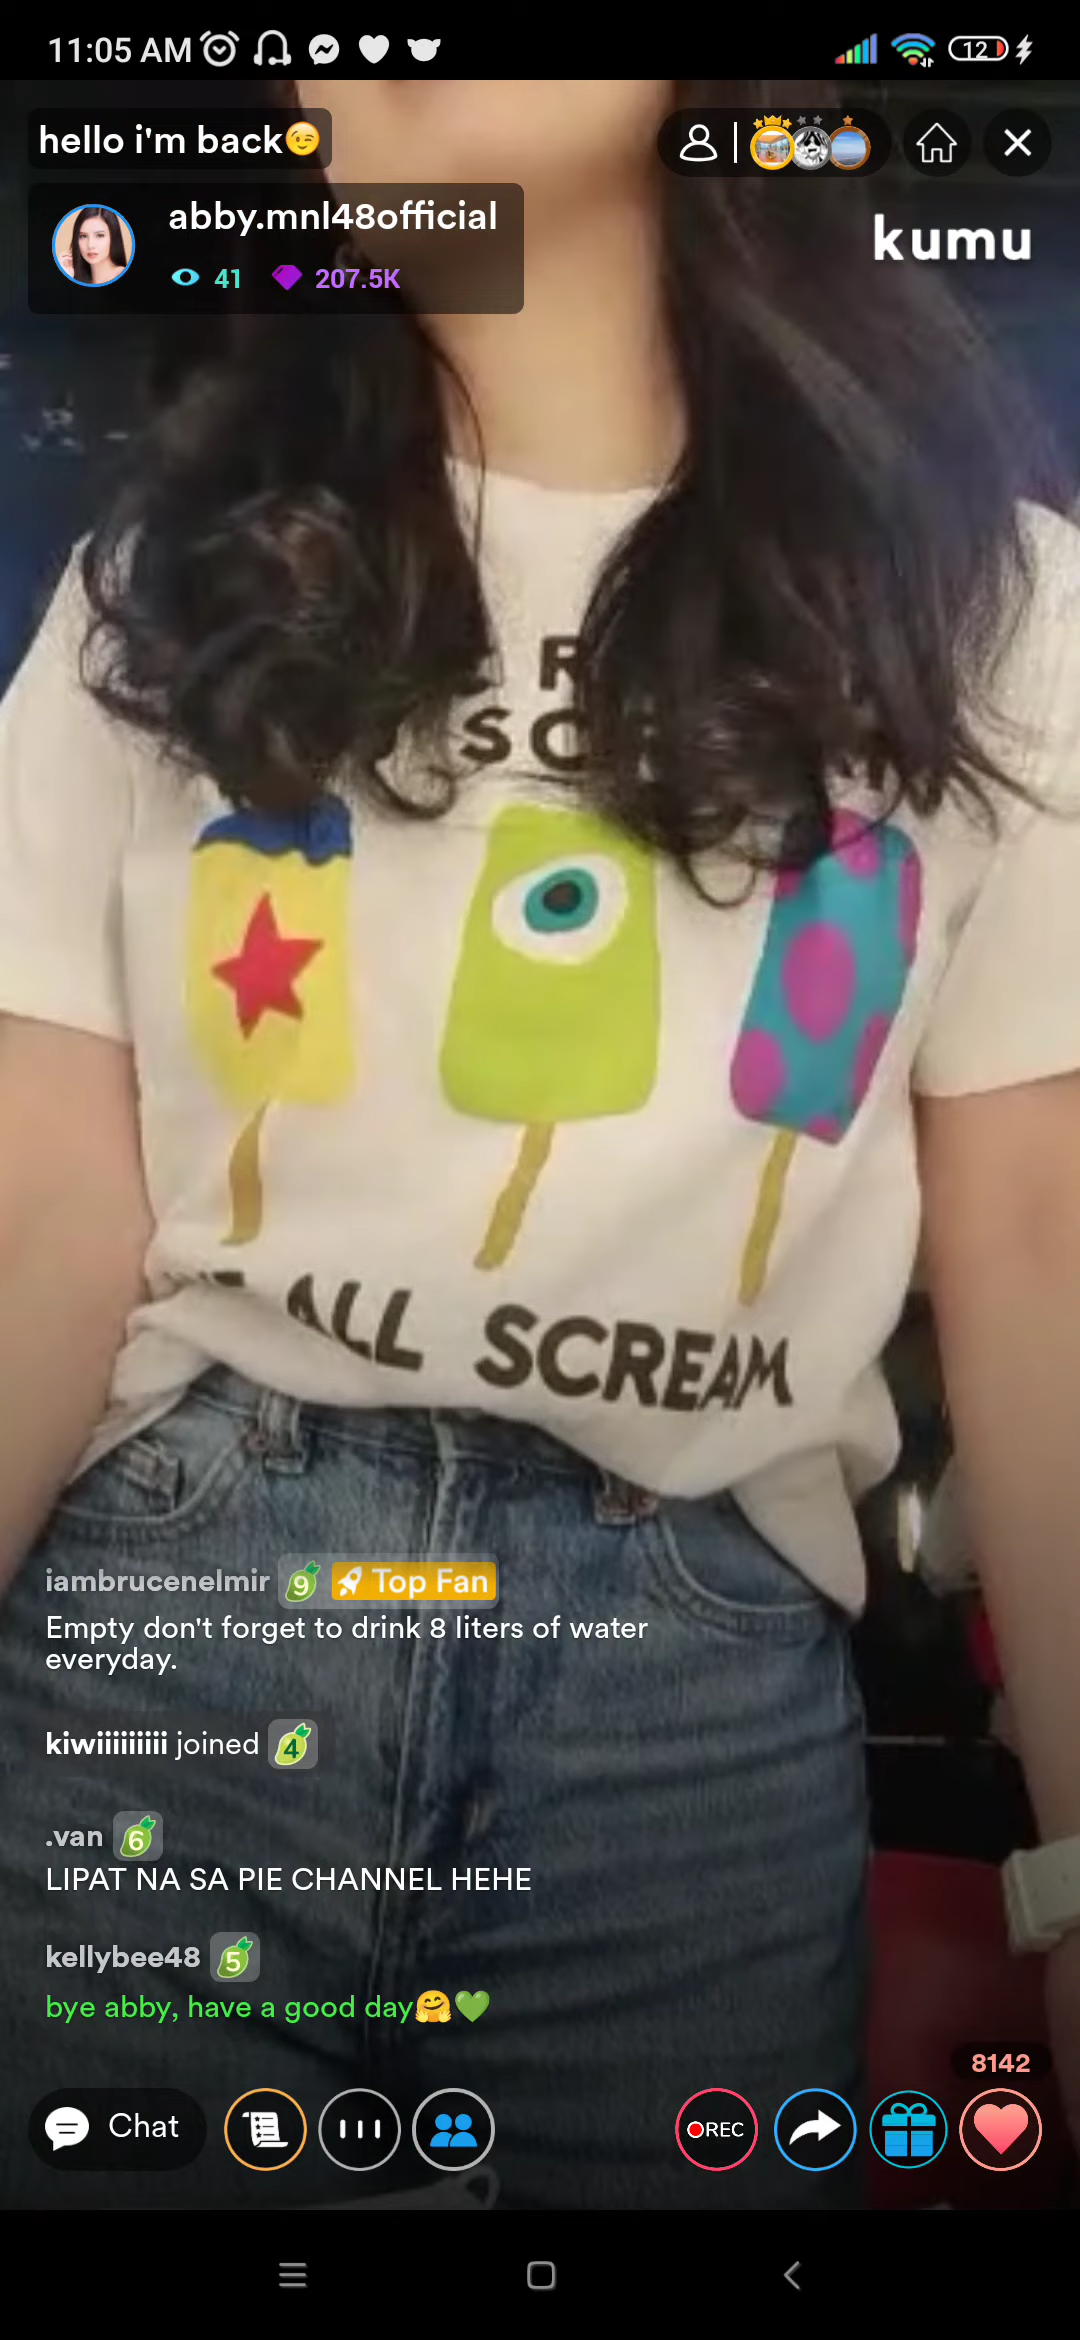 11:05 AM
12
hello i'm back😉
abby.mnl48official
41 207.5K
kumu
ALL SCREAM
iambrucenelmir 9 Top Fan
Empty don't forget to drink 8 liters of water
everyday.
kiwiiiiiiiii joined 4
.van 6
LIPAT NA SA PIE CHANNEL HEHE
kellybee48 5
bye abby, have a good day🤗💚
8142
Chat
REC